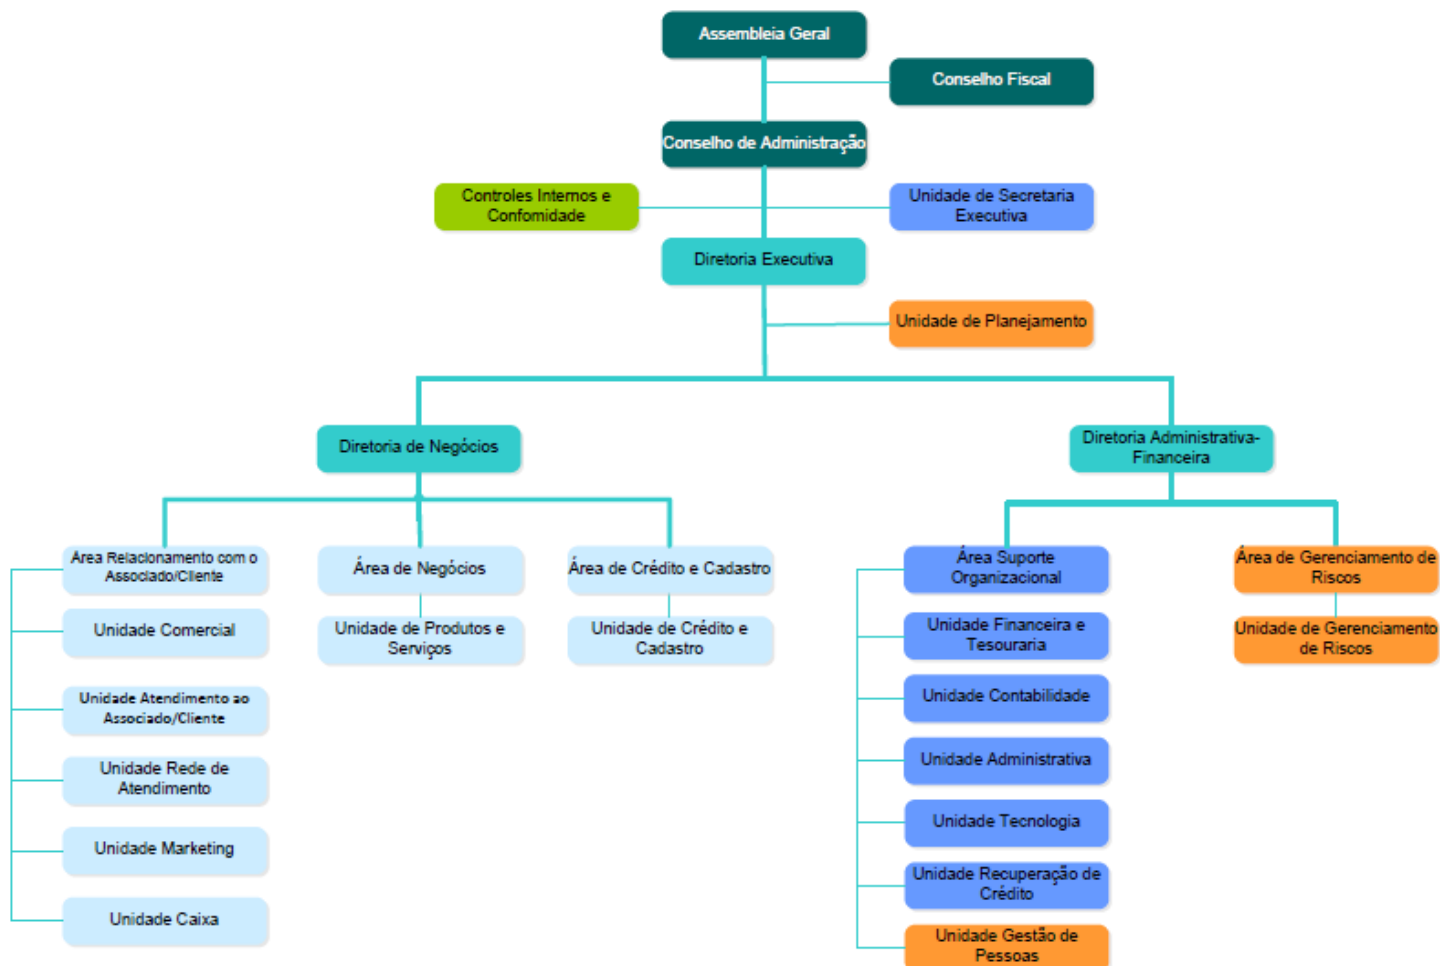 Assembleia Geral
Conselho Fiscal
Conselho de Administração
Controles Internos e
Confomidade
Unidade de Secretaria
Executiva
Diretoria Executiva
Unidade de Planejamento
Diretoria de Negócios
Diretoria Administrativa-
Financeira
Área Relacionamento com o
Associado/Cliente
Unidade Comercial
Unidade Atendimento ao
Associado/Cliente
Unidade Rede de
Atendimento
Unidade Marketing
Unidade Caixa
Área de Negócios
Unidade de Produtos e
Serviços
Área de Crédito e Cadastro
Unidade de Crédito e
Cadastro
Área Suporte
Organizacional
Unidade Financeira e
Tesouraria
Unidade Contabilidade
Unidade Administrativa
Unidade Tecnologia
Unidade Recuperação de
Crédito
Unidade Gestão de
Pessoas
Área de Gerenciamento de
Riscos
Unidade de Gerenciamento
de Riscos